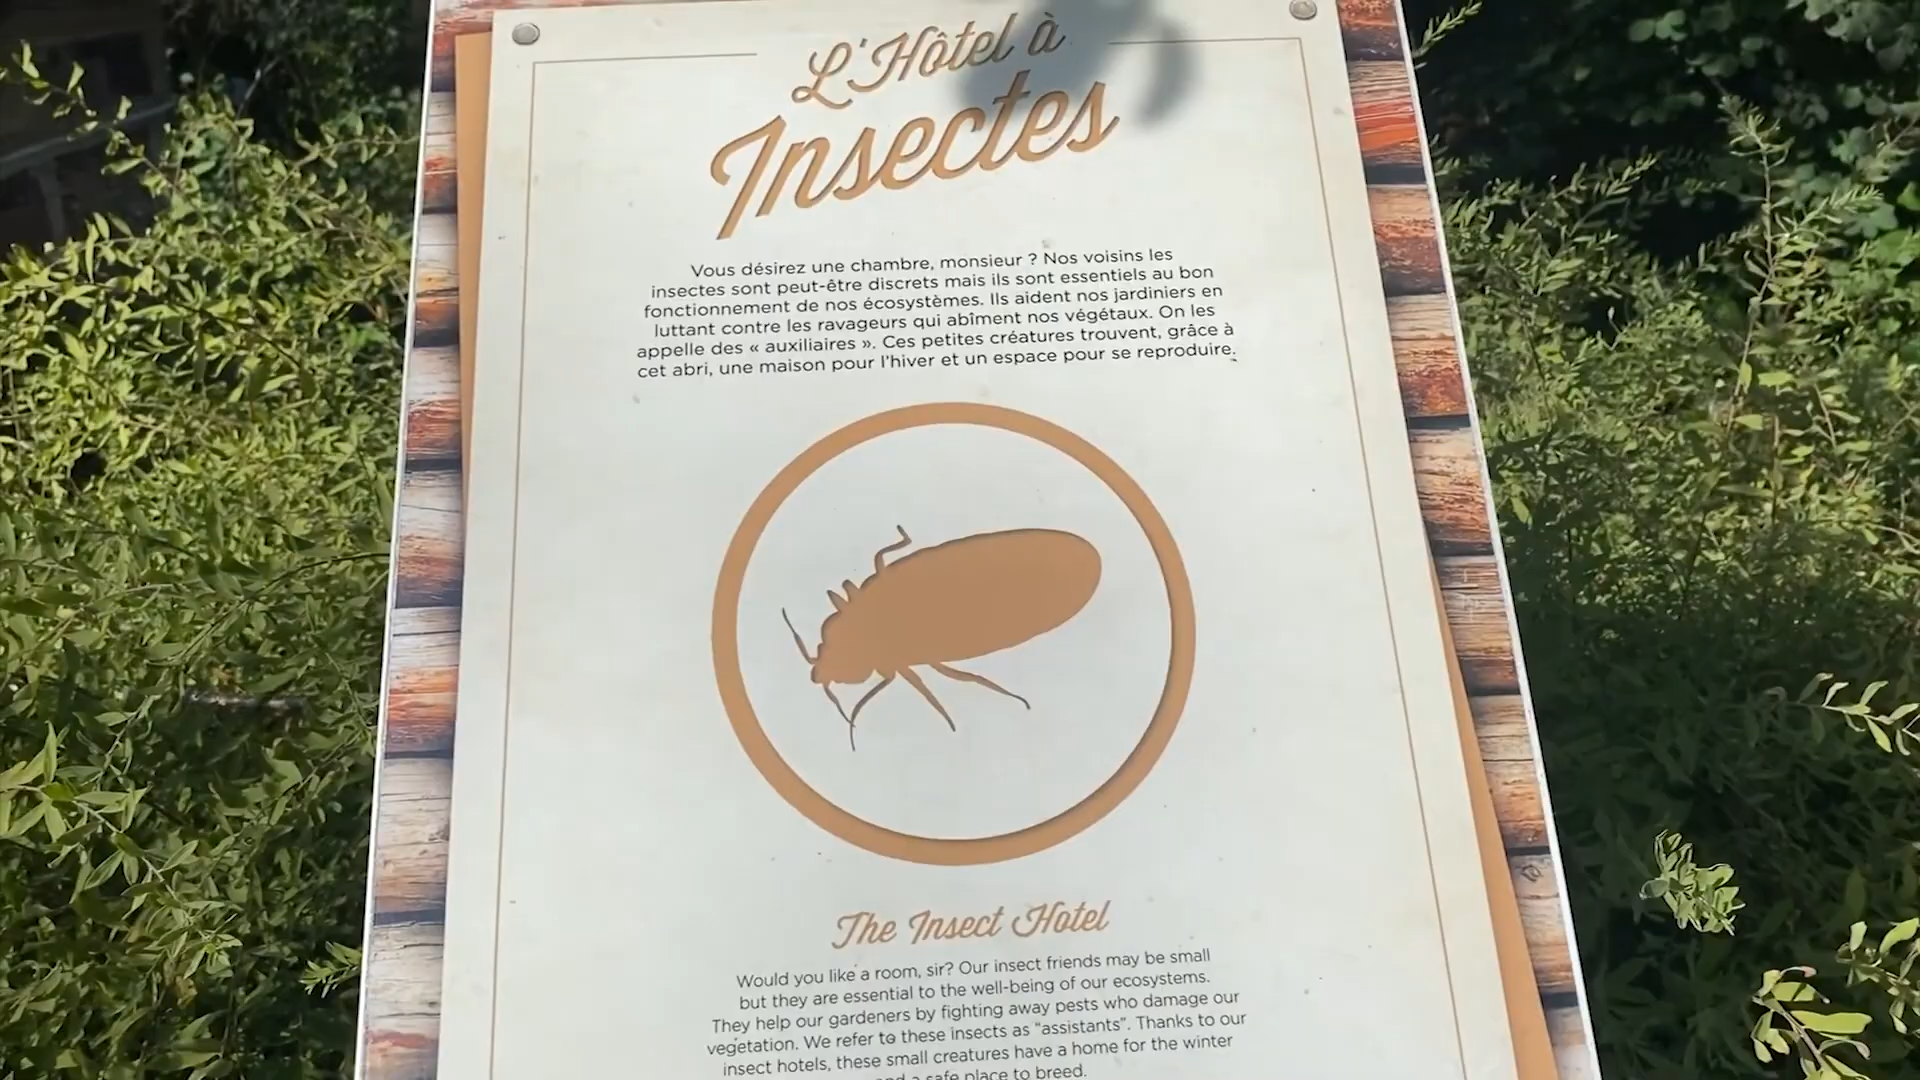 L'Hôtel à
Insectes
Vous désirez une chambre, monsieur ? Nos voisins les
insectes sont peut-être discrets mais ils sont essentiels au bon
fonctionnement de nos écosystèmes. Ils aident nos jardiniers en
luttant contre les ravageurs qui abîment nos végétaux. On les
appelle des « auxiliaires ». Ces petites créatures trouvent, grâce à
cet abri, une maison pour l'hiver et un espace pour se reproduire.
The Insect Hotel
Would you like a room, sir? Our insect friends may be small
but they are essential to the well-being of our ecosystems.
They help our gardeners by fighting away pests who damage our
vegetation. We refer to these insects as "assistants". Thanks to our
insect hotels, these small creatures have a home for the winter
and a safe place to breed.